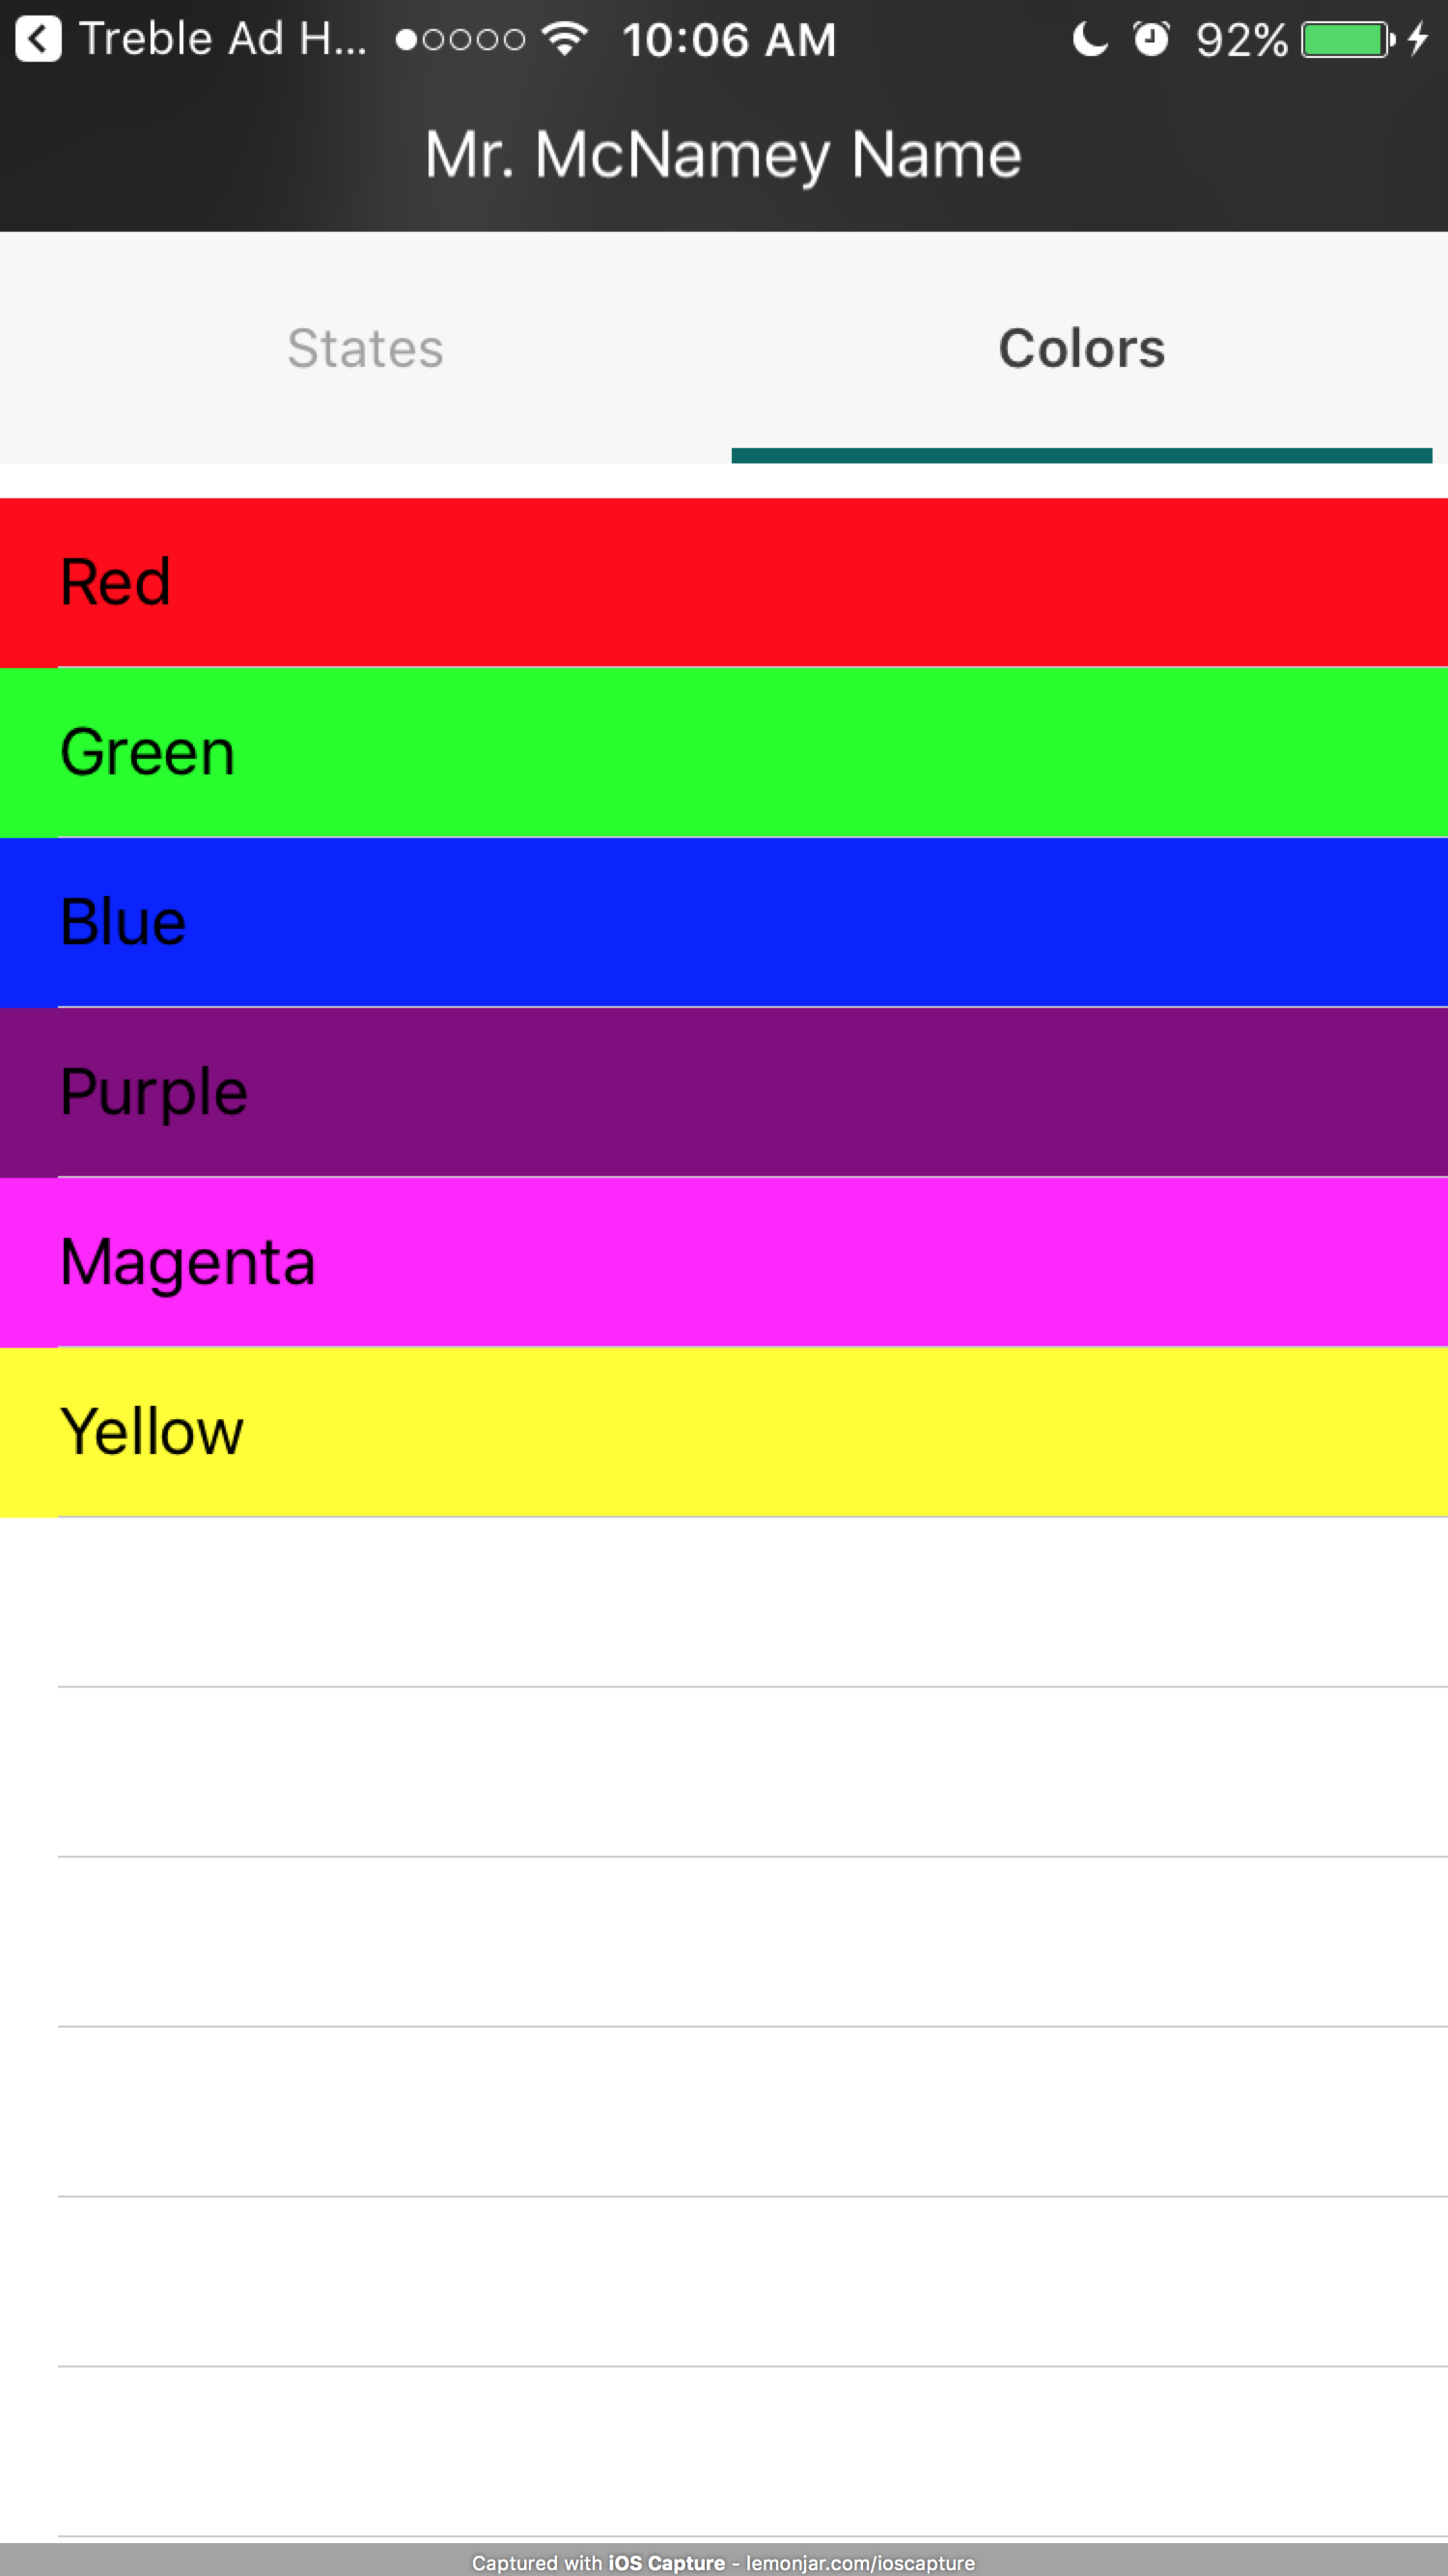 Treble Ad H... 10:06 AM 92%
Mr. McNamey Name
States Colors
Red
Green
Blue
Purple
Magenta
Yellow
Captured with iOS Capture - lemonjar.com/ioscapture